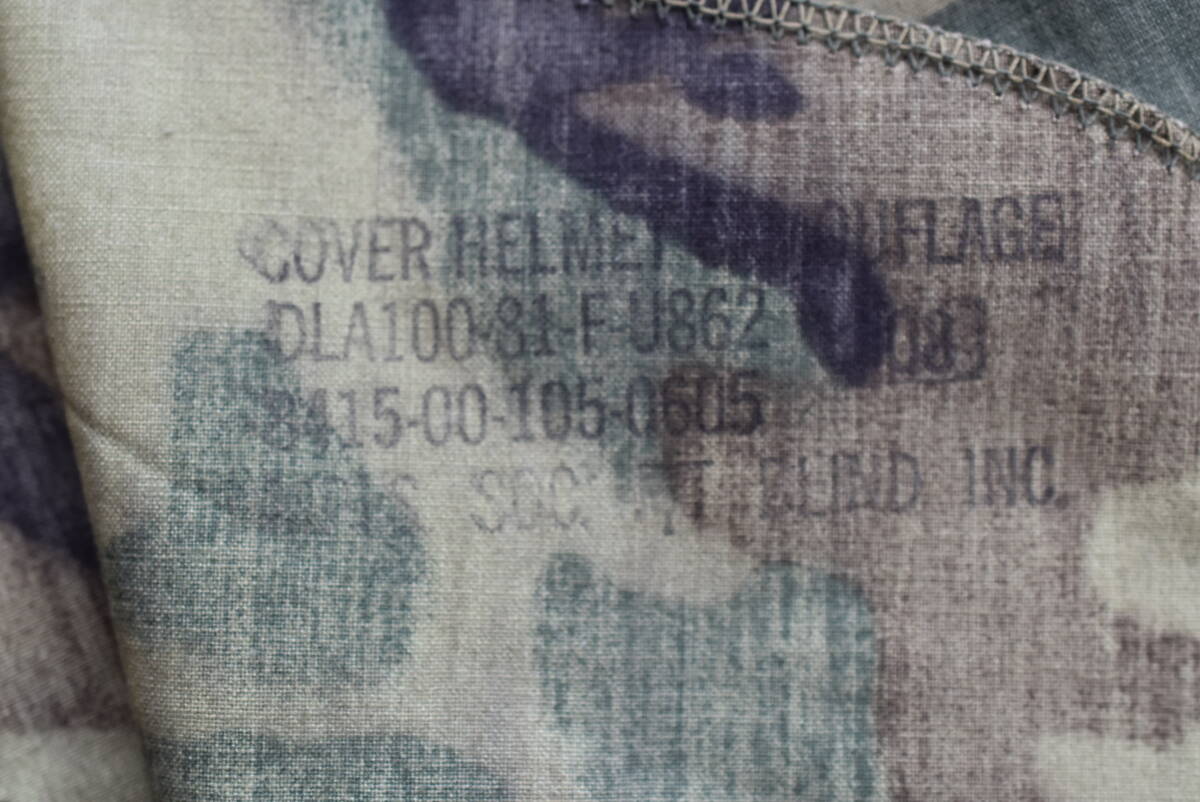 COVER HELMET CAMOUFLAGE
DLA100-81-F-U862
8415-00-105-0605
BLIND INC